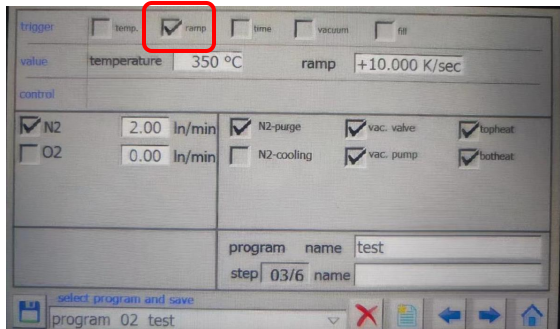 trigger temp. ramp time vacuum fill
value temperature 350 °C ramp +10.000 K/sec
control
N2 2.00 ln/min N2-purge vac. valve topheat
O2 0.00 ln/min N2-cooling vac. pump botheat
program name test
step 03/6 name
select program and save
program 02 test